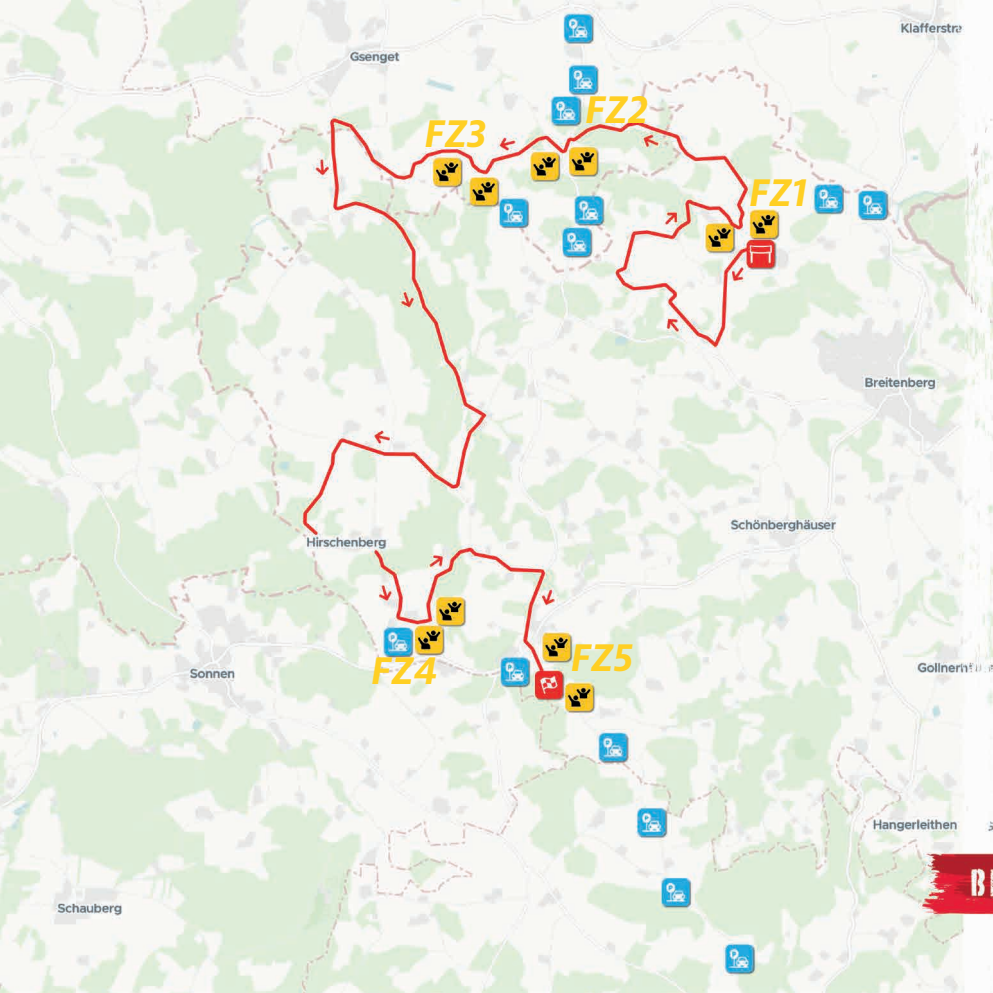 Klafferstra
Gsenget
FZ2
FZ3
FZ1
Breitenberg
Schönberghäuser
Hirschenberg
FZ4
FZ5
Sonnen
Hangerleithen
Schauberg